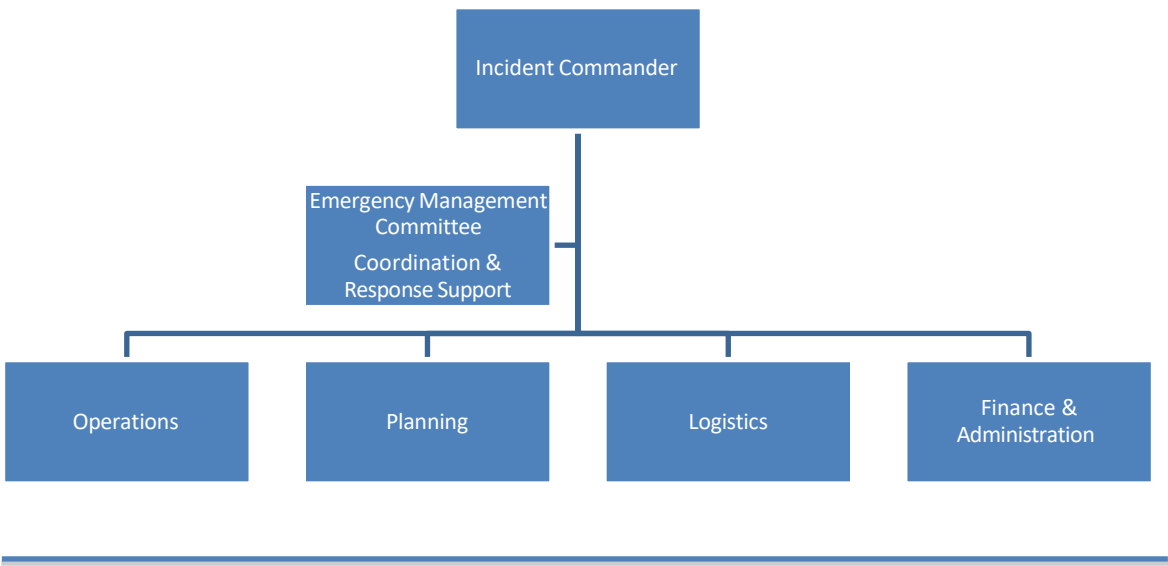 Incident Commander
Emergency Management
Committee
Coordination &
Response Support
Operations
Planning
Logistics
Finance &
Administration